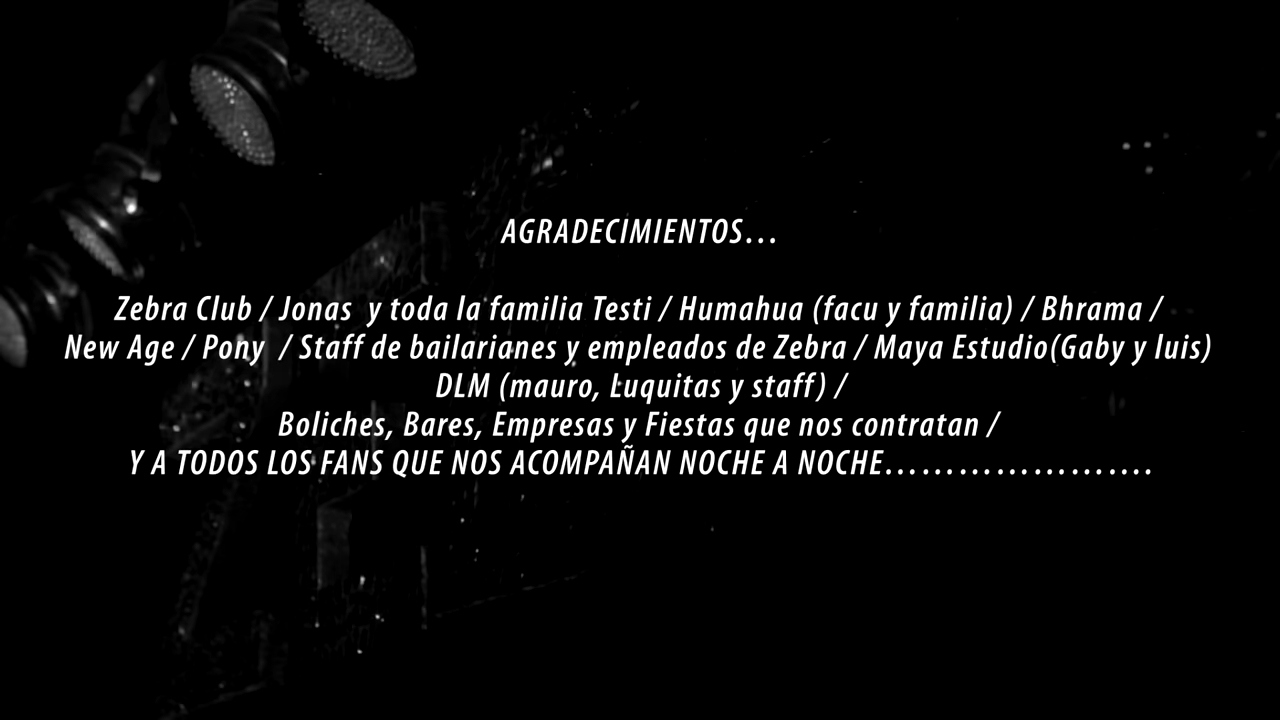 AGRADECIMIENTOS...
Zebra Club / Jonas y toda la familia Testi / Humahua (facu y familia) / Bhrama /
New Age / Pony / Staff de bailarianes y empleados de Zebra / Maya Estudio(Gaby y luis)
DLM (mauro, Luquitas y staff) /
Boliches, Bares, Empresas y Fiestas que nos contratan /
Y A TODOS LOS FANS QUE NOS ACOMPAÑAN NOCHE A NOCHE.....................